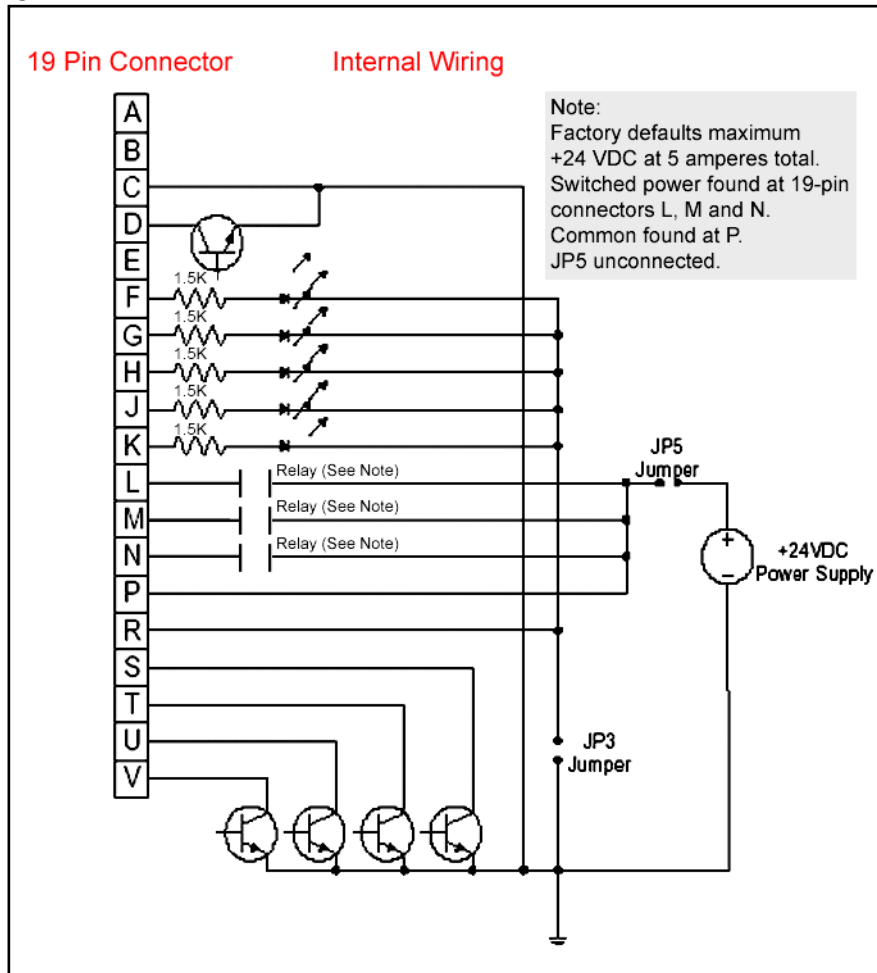 19 Pin Connector Internal Wiring
Note:
Factory defaults maximum
+24 VDC at 5 amperes total.
Switched power found at 19-pin
connectors L, M and N.
Common found at P.
JP5 unconnected.
A
B
C
D
E
1.5K
F
1.5K
G
1.5K
H
1.5K
J
1.5K
K
JP5
Jumper
L
Relay (See Note)
M
Relay (See Note)
N
Relay (See Note)
+
−
+24VDC
Power Supply
P
R
S
T
U
V
JP3
Jumper